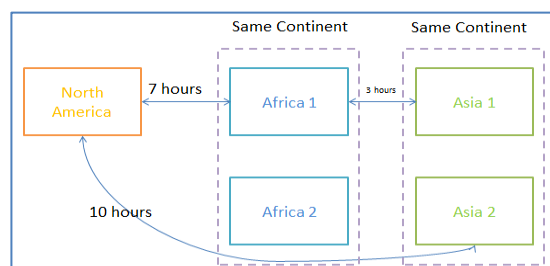 Same Continent
Same Continent
North
America
7 hours
Africa 1
3 hours
Asia 1
10 hours
Africa 2
Asia 2